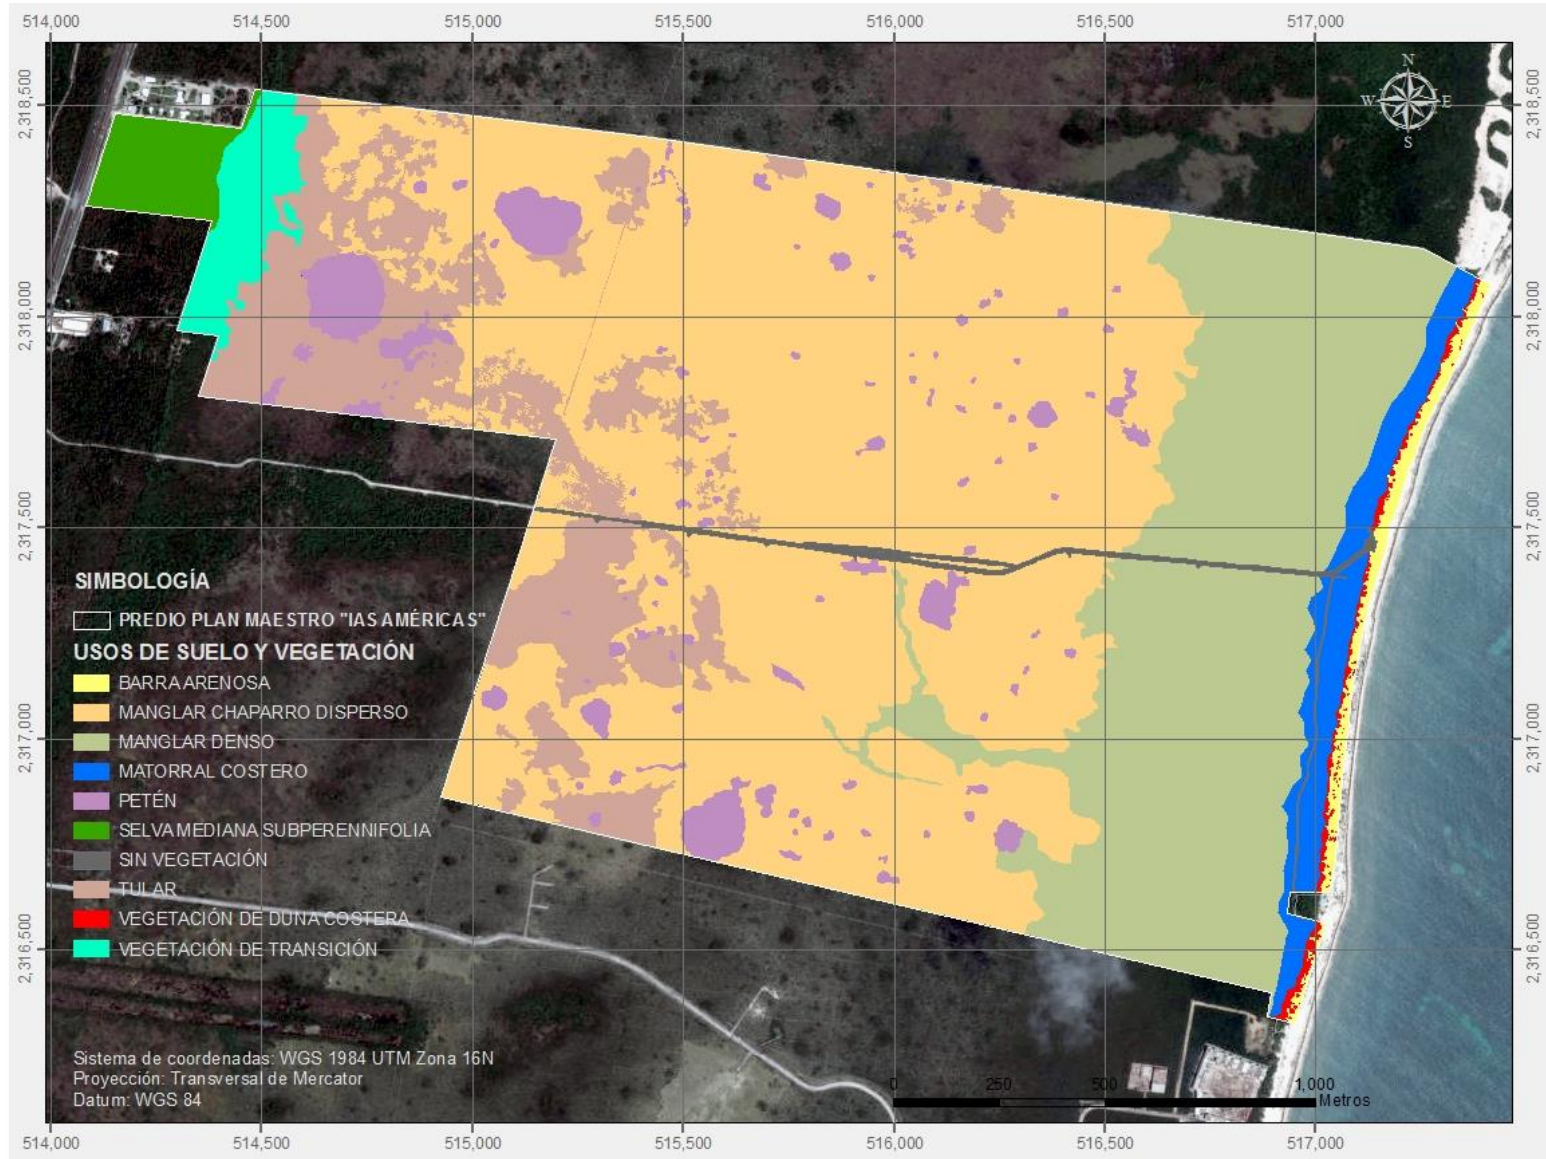 514,000 514,500 515,000 515,500 516,000 516,500 517,000
2,318,500 2,318,500
N
W E
S
2,318,000 2,318,000
2,317,500 2,317,500
SIMBOLOGÍA
PREDIO PLAN MAESTRO "IAS AMÉRICAS"
USOS DE SUELO Y VEGETACIÓN
BARRA ARENOSA
MANGLAR CHAPARRO DISPERSO
MANGLAR DENSO
2,317,000 2,317,000
MATORRAL COSTERO
PETÉN
SELVA MEDIANA SUBPERENNIFOLIA
SIN VEGETACIÓN
TULAR
VEGETACIÓN DE DUNA COSTERA
VEGETACIÓN DE TRANSICIÓN
2,316,500 2,316,500
Sistema de coordenadas: WGS 1984 UTM Zona 16N
Proyección: Transversal de Mercator
Datum: WGS 84
0 250 500 1,000
Metros
514,000 514,500 515,000 515,500 516,000 516,500 517,000